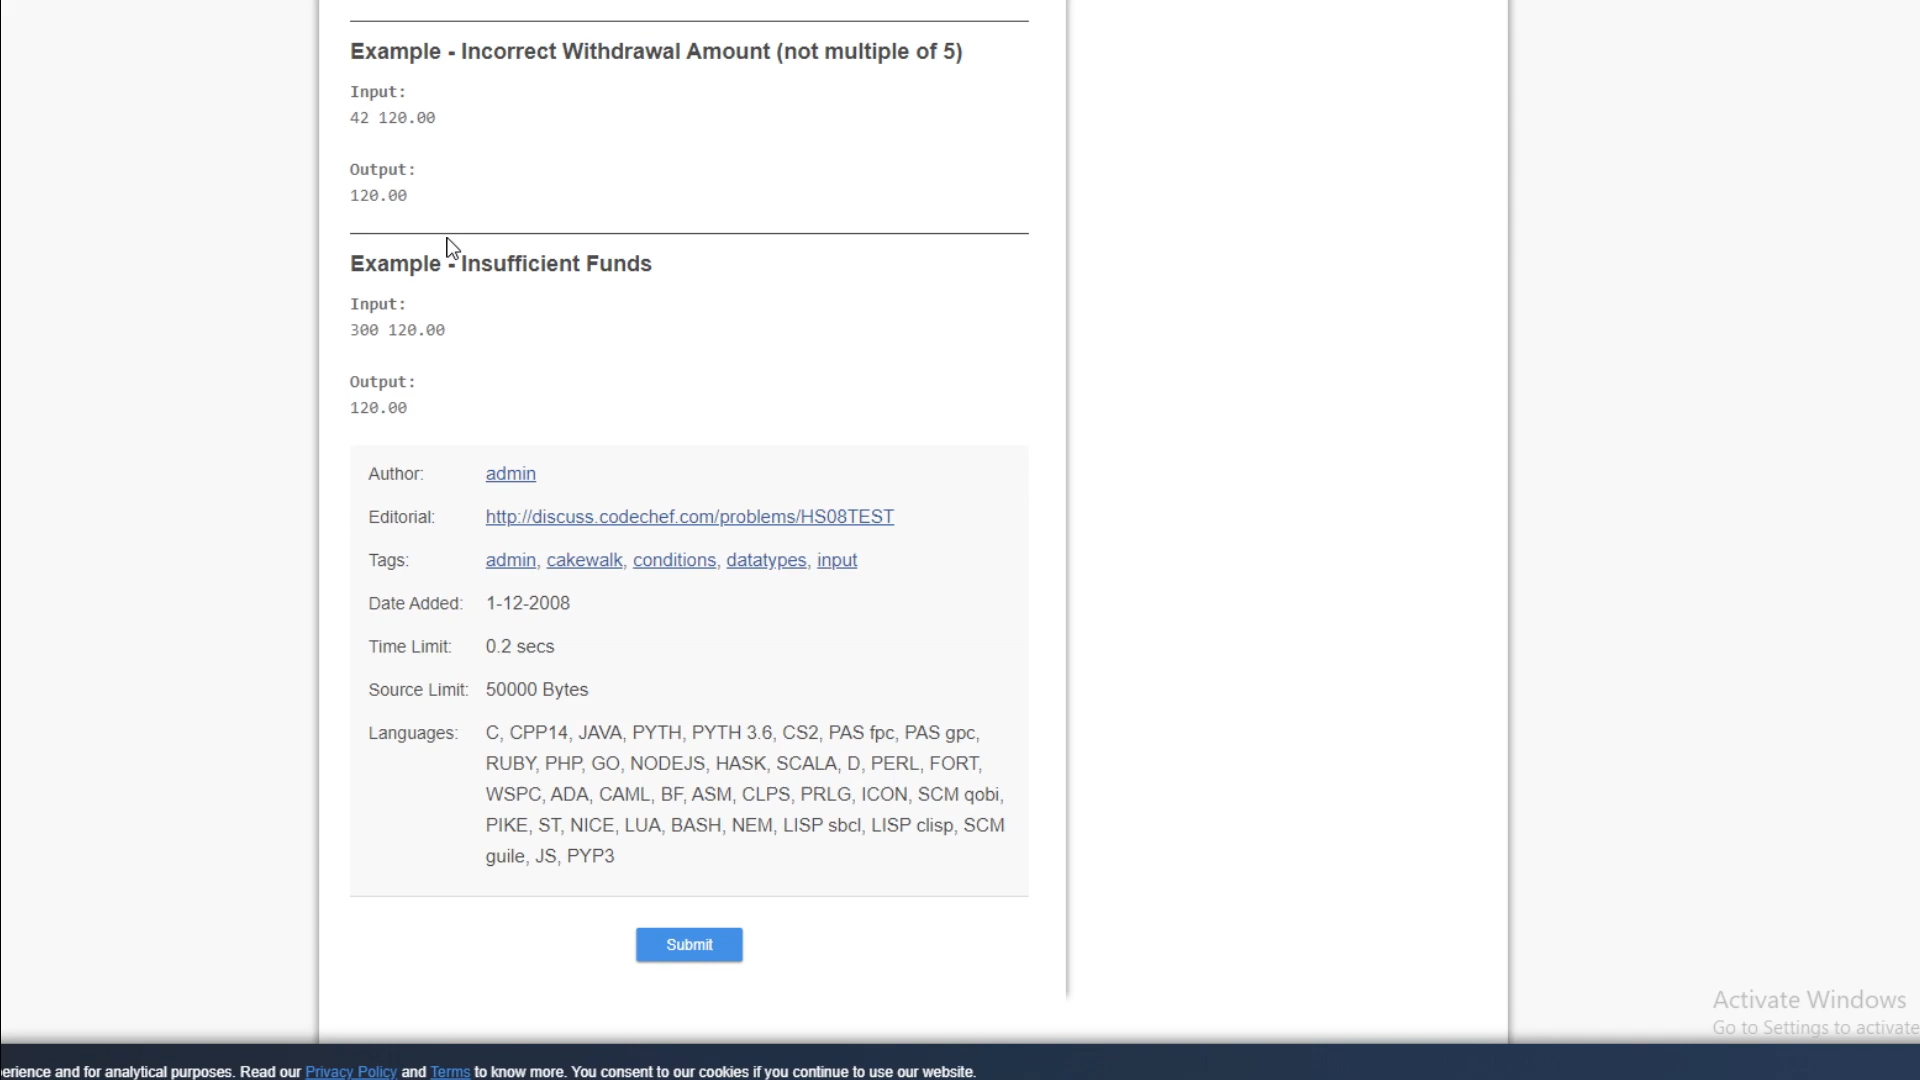 Example - Incorrect Withdrawal Amount (not multiple of 5)
Input:
42 120.00
Output:
120.00
Example - Insufficient Funds
Input:
300 120.00
Output:
120.00
Author: admin
Editorial: http://discuss.codechef.com/problems/HS08TEST
Tags: admin, cakewalk, conditions, datatypes, input
Date Added: 1-12-2008
Time Limit: 0.2 secs
Source Limit: 50000 Bytes
Languages: C, CPP14, JAVA, PYTH, PYTH 3.6, CS2, PAS fpc, PAS gpc,
RUBY, PHP, GO, NODEJS, HASK, SCALA, D, PERL, FORT,
WSPC, ADA, CAML, BF, ASM, CLPS, PRLG, ICON, SCM qobi,
PIKE, ST, NICE, LUA, BASH, NEM, LISP sbcl, LISP clisp, SCM
guile, JS, PYP3
Submit
Activate Windows
Go to Settings to activate
erience and for analytical purposes. Read our Privacy Policy and Terms to know more. You consent to our cookies if you continue to use our website.